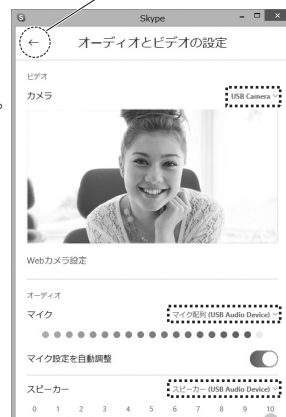 Skype
オーディオとビデオの設定
ビデオ
カメラ
USB Camera
Webカメラ設定
オーディオ
マイク
マイク配列 (USB Audio Device)
マイク設定を自動調整
スピーカー
スピーカー (USB Audio Device)
0 1 2 3 4 5 6 7 8 9 10